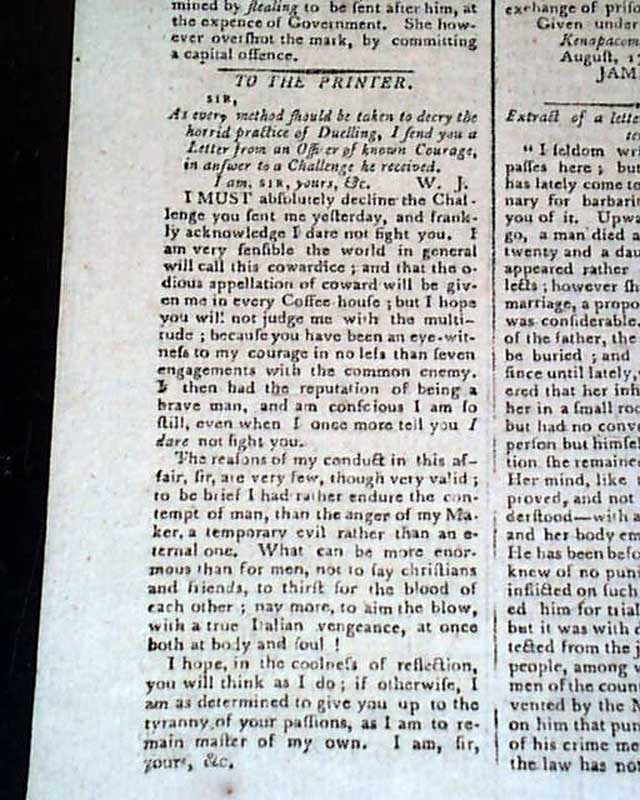 mined by ſtealing to be ſent after him, at
the expence of Government. She how-
ever overſhot the mark, by committing
a capital offence.
TO THE PRINTER.
SIR,
As every method ſhould be taken to decry the
horrid practice of Duelling, I ſend you a
Letter from an Officer of known Courage,
in anſwer to a Challenge he received.
I am, SIR, yours, &c. W. J.
I MUST abſolutely decline the Chal-
lenge you ſent me yeſterday, and frank-
ly acknowledge I dare not fight you. I
am very ſenſible the world in general
will call this cowardice; and that the o-
dious appellation of coward will be giv-
en me in every Coffee houſe; but I hope
you will not judge me with the multi-
tude; becauſe you have been an eye-wit-
neſs to my courage in no leſs than ſeven
engagements with the common enemy.
I then had the reputation of being a
brave man, and am conſcious I am ſo
ſtill, even when I once more tell you I
dare not fight you.
The reaſons of my conduct in this af-
fair, ſir, are very few, though very valid;
to be brief I had rather endure the con-
tempt of man, than the anger of my Ma-
ker, a temporary evil rather than an e-
ternal one. What can be more enor-
mous than for men, not to ſay chriſtians
and friends, to thirſt for the blood of
each other; nay more, to aim the blow,
with a true Italian vengeance, at once
both at body and ſoul!
I hope, in the coolneſs of reflection,
you will think as I do; if otherwiſe, I
am as determined to give you up to the
tyranny of your paſſions, as I am to re-
main maſter of my own. I am, ſir,
yours, &c.
exchange of priſo
Given under
Kenapacom
Auguſt, 17
JAM
Extract of a lette
te
" I ſeldom wri
paſſes here; but
has lately come to
nary for barbari
you of it. Upwa
go, a man died a
twenty and a dau
appeared rather
leſts; however ſh
marriage, a propo
was conſiderable.
of the father, the
be buried; and
ſince until lately,
ered that her inh
her in a ſmall roo
but had no conve
perſon but himſel
tion ſhe remaine
Her mind, like
proved, and not
derſtood—with a
and her body em
He has been befo
knew of no puni
inflicted on ſuch
ed him for trial
but it was with d
tected from the j
people, among w
men of the coun
vented by the M
on him that pun
of his crime me
the law has not